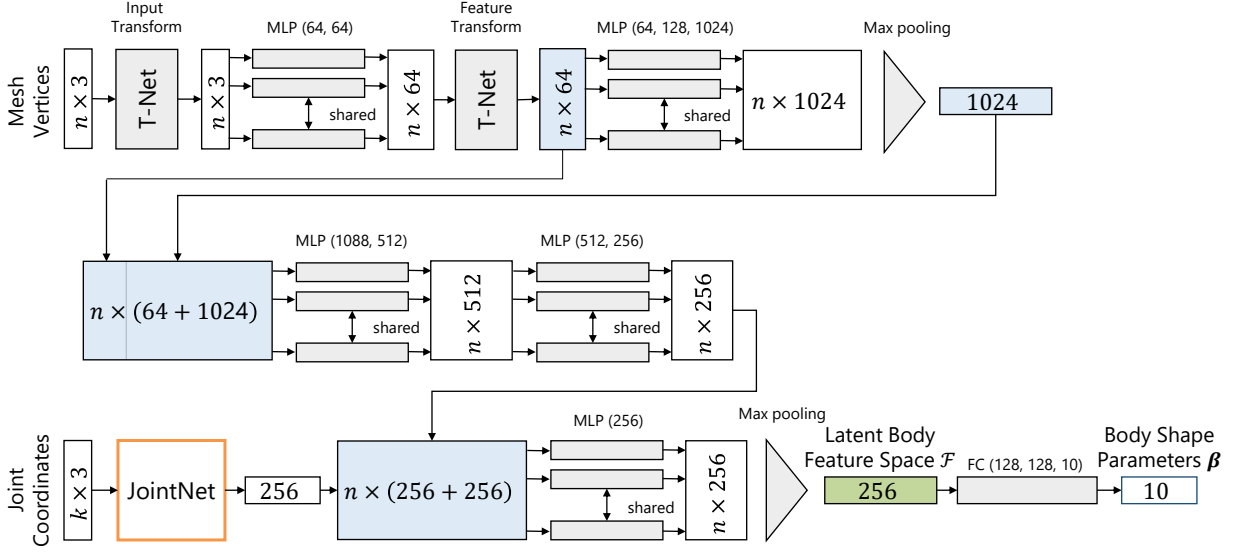 Input
Transform
MLP (64, 64)
Feature
Transform
MLP (64, 128, 1024)
Max pooling
Mesh
Vertices
n × 3
T-Net
n × 3
shared
n × 64
T-Net
n × 64
shared
n × 1024
1024
MLP (1088, 512)
MLP (512, 256)
n × (64 + 1024)
shared
n × 512
shared
n × 256
Joint
Coordinates
k × 3
JointNet
256
n × (256 + 256)
MLP (256)
shared
n × 256
Max pooling
Latent Body
Feature Space ℱ
256
FC (128, 128, 10)
Body Shape
Parameters 𝜷
10